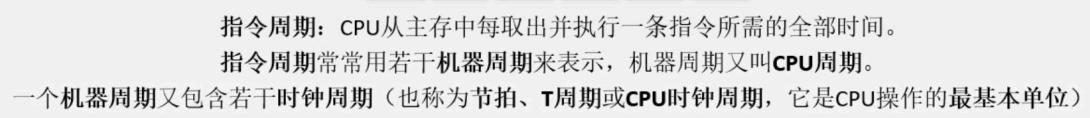 指令周期：CPU从主存中每取出并执行一条指令所需的全部时间。
指令周期常常用若干机器周期来表示，机器周期又叫CPU周期。
一个机器周期又包含若干时钟周期（也称为节拍、T周期或CPU时钟周期，它是CPU操作的最基本单位）